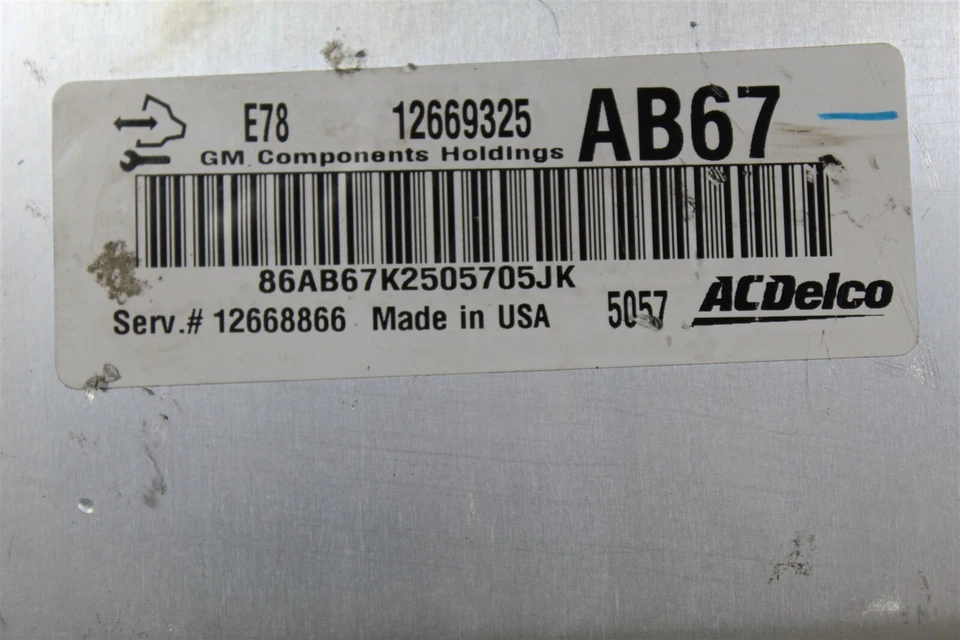 E78 12669325 AB67
GM Components Holdings
86AB67K2505705JK
Serv.# 12668866 Made in USA 5057 ACDelco